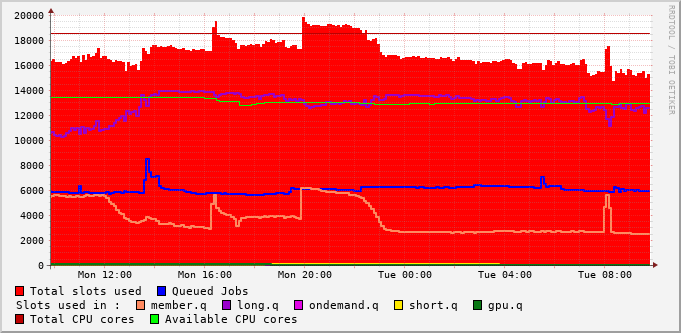 20000
18000
16000
14000
12000
10000
8000
6000
4000
2000
0
Mon 12:00 Mon 16:00 Mon 20:00 Tue 00:00 Tue 04:00 Tue 08:00
RRDTOOL / TOBI OETIKER
Total slots used Queued Jobs
Slots used in : member.q long.q ondemand.q short.q gpu.q
Total CPU cores Available CPU cores